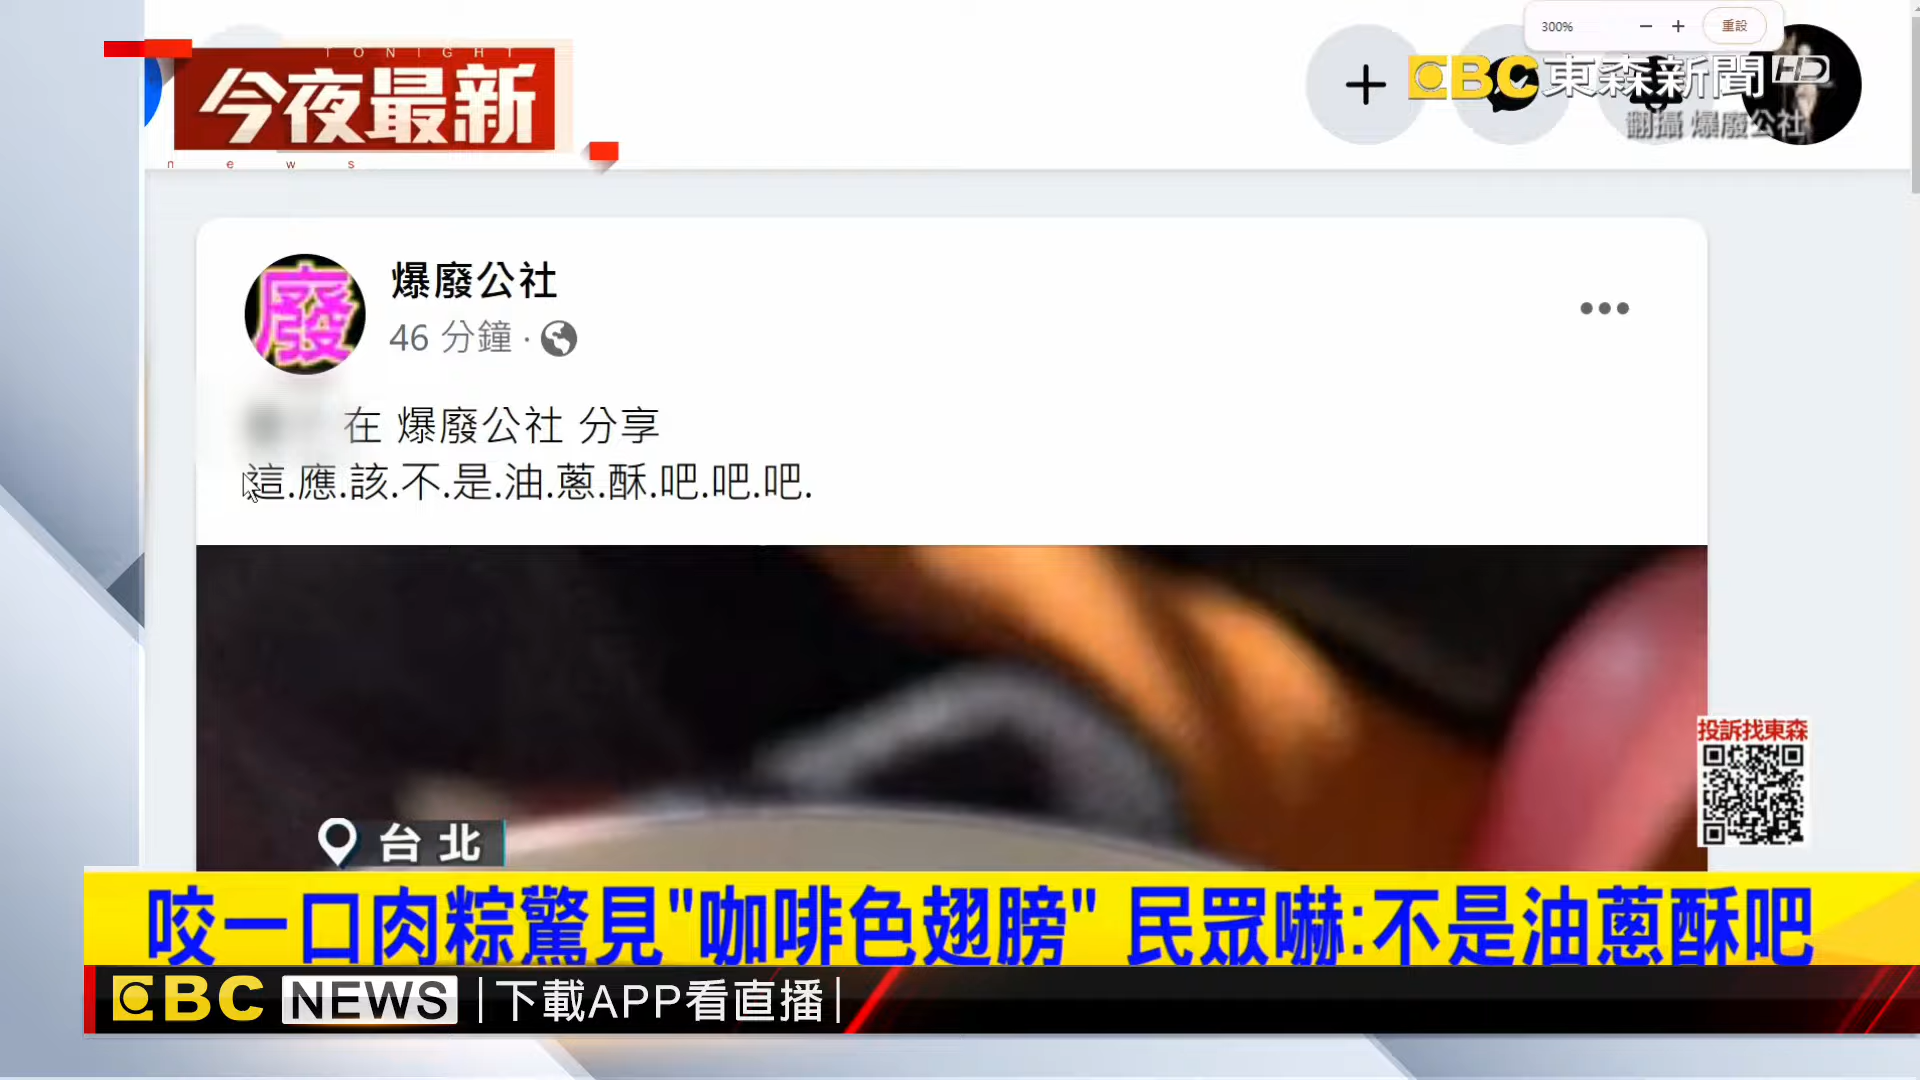 TONIGHT
今夜最新
news
300%
重設
EBC東森新聞HD
翻攝 爆廢公社
廢
爆廢公社
46 分鐘 ·
在 爆廢公社 分享
這.應.該.不.是.油.蔥.酥.吧.吧.吧.
投訴找東森
台北
咬一口肉粽驚見"咖啡色翅膀" 民眾嚇:不是油蔥酥吧
EBC NEWS |下載APP看直播|